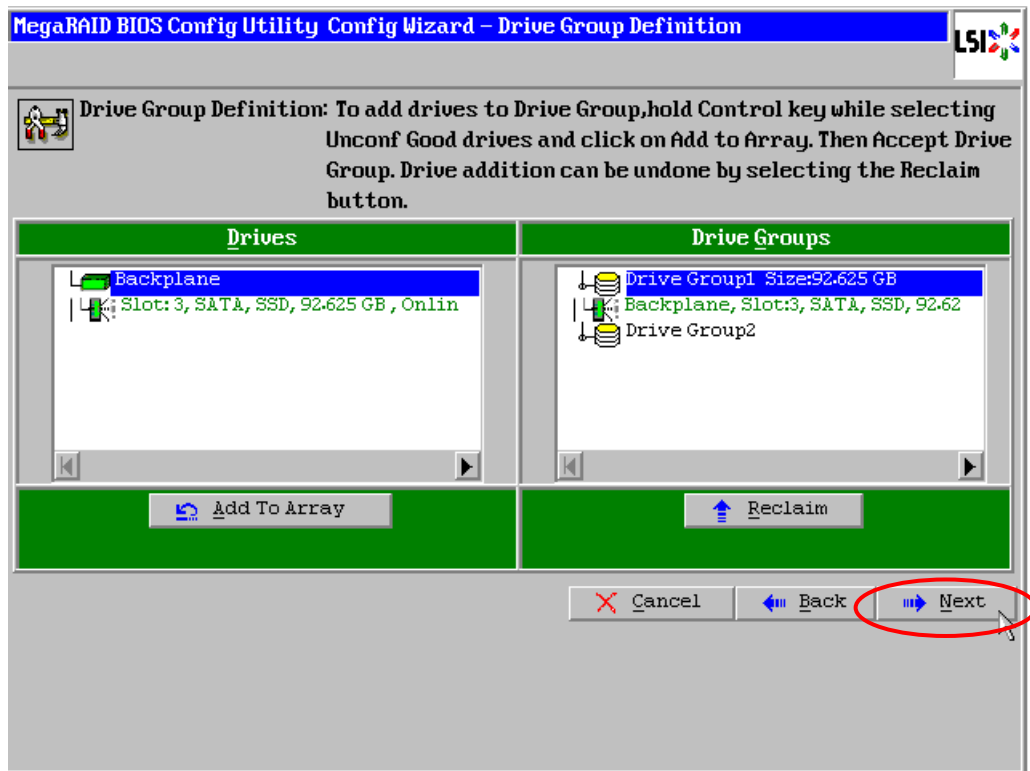 MegaRAID BIOS Config Utility Config Wizard – Drive Group Definition
LSI
Drive Group Definition: To add drives to Drive Group,hold Control key while selecting
Unconf Good drives and click on Add to Array. Then Accept Drive
Group. Drive addition can be undone by selecting the Reclaim
button.
Drives
Drive Groups
Backplane
Slot: 3, SATA, SSD, 92.625 GB , Onlin
Drive Group1 Size:92.625 GB
Backplane, Slot:3, SATA, SSD, 92.62
Drive Group2
Add To Array
Reclaim
Cancel
Back
Next